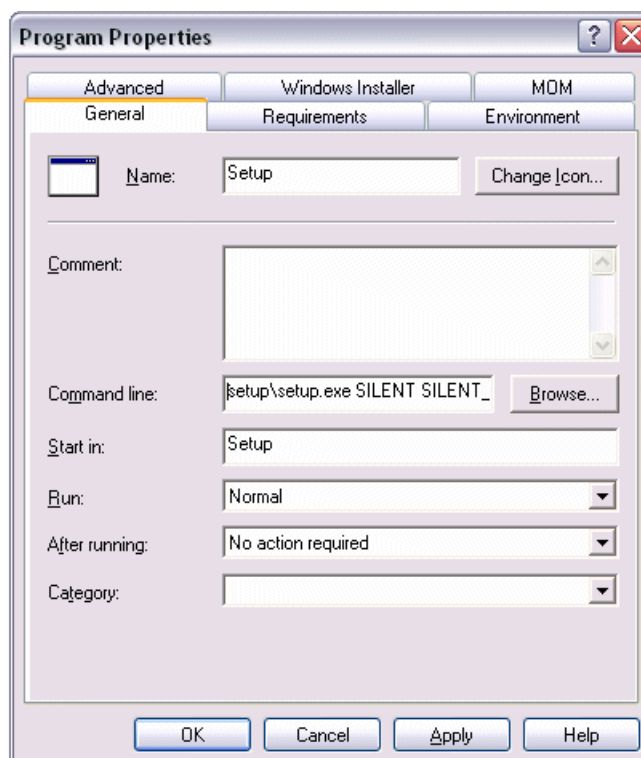 Program Properties
?
Advanced Windows Installer MOM
General Requirements Environment
Name: Setup Change Icon...
Comment:
Command line: setup\setup.exe SILENT SILENT_ Browse...
Start in: Setup
Run: Normal
After running: No action required
Category:
OK Cancel Apply Help